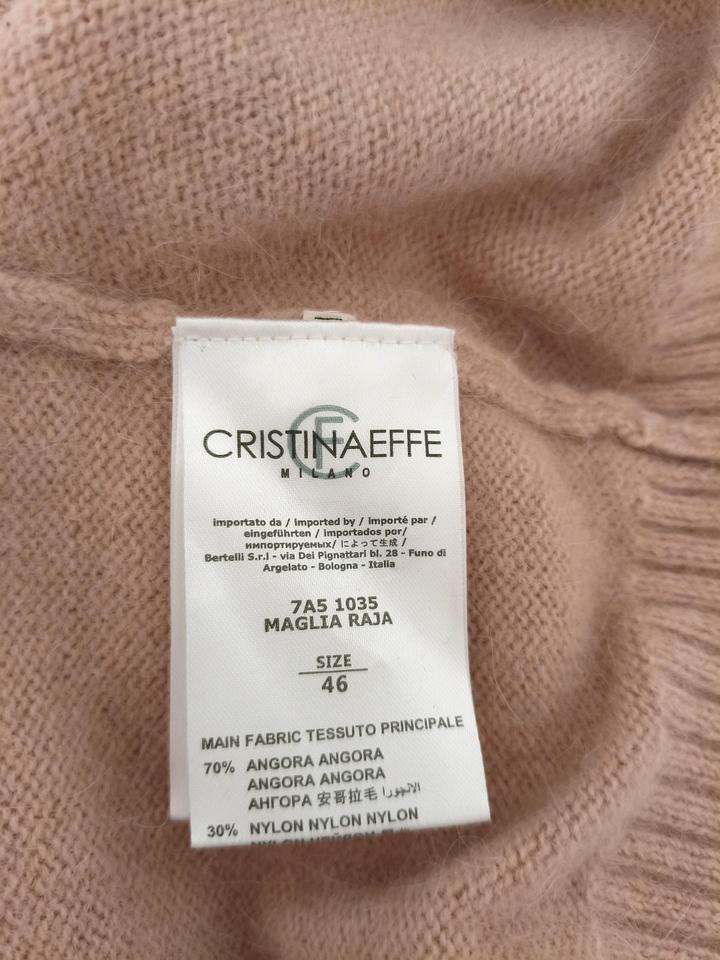 CRISTINAEFFE
MILANO
importato da / imported by / importé par /
eingeführten / importados por/
импортируемых/ によって生成 /
Bertelli S.r.l - via Dei Pignattari bl. 28 - Funo di
Argelato - Bologna - Italia
7A5 1035
MAGLIA RAJA
SIZE
46
MAIN FABRIC TESSUTO PRINCIPALE
70% ANGORA ANGORA
ANGORA ANGORA
АНГОРА 安哥拉毛
30% NYLON NYLON NYLON